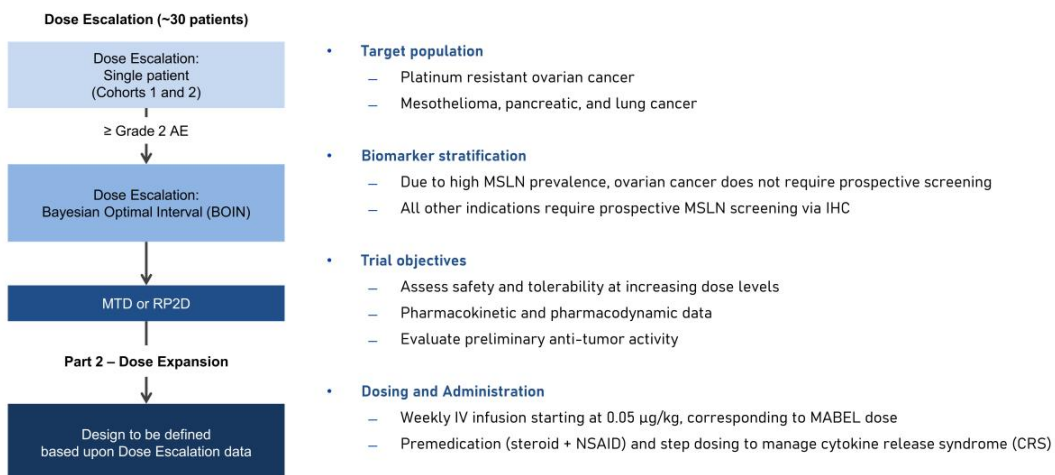 Dose Escalation (~30 patients)
Dose Escalation:
Single patient
(Cohorts 1 and 2)
≥ Grade 2 AE
Dose Escalation:
Bayesian Optimal Interval (BOIN)
MTD or RP2D
Part 2 – Dose Expansion
Design to be defined
based upon Dose Escalation data
• Target population
– Platinum resistant ovarian cancer
– Mesothelioma, pancreatic, and lung cancer
• Biomarker stratification
– Due to high MSLN prevalence, ovarian cancer does not require prospective screening
– All other indications require prospective MSLN screening via IHC
• Trial objectives
– Assess safety and tolerability at increasing dose levels
– Pharmacokinetic and pharmacodynamic data
– Evaluate preliminary anti-tumor activity
• Dosing and Administration
– Weekly IV infusion starting at 0.05 µg/kg, corresponding to MABEL dose
– Premedication (steroid + NSAID) and step dosing to manage cytokine release syndrome (CRS)